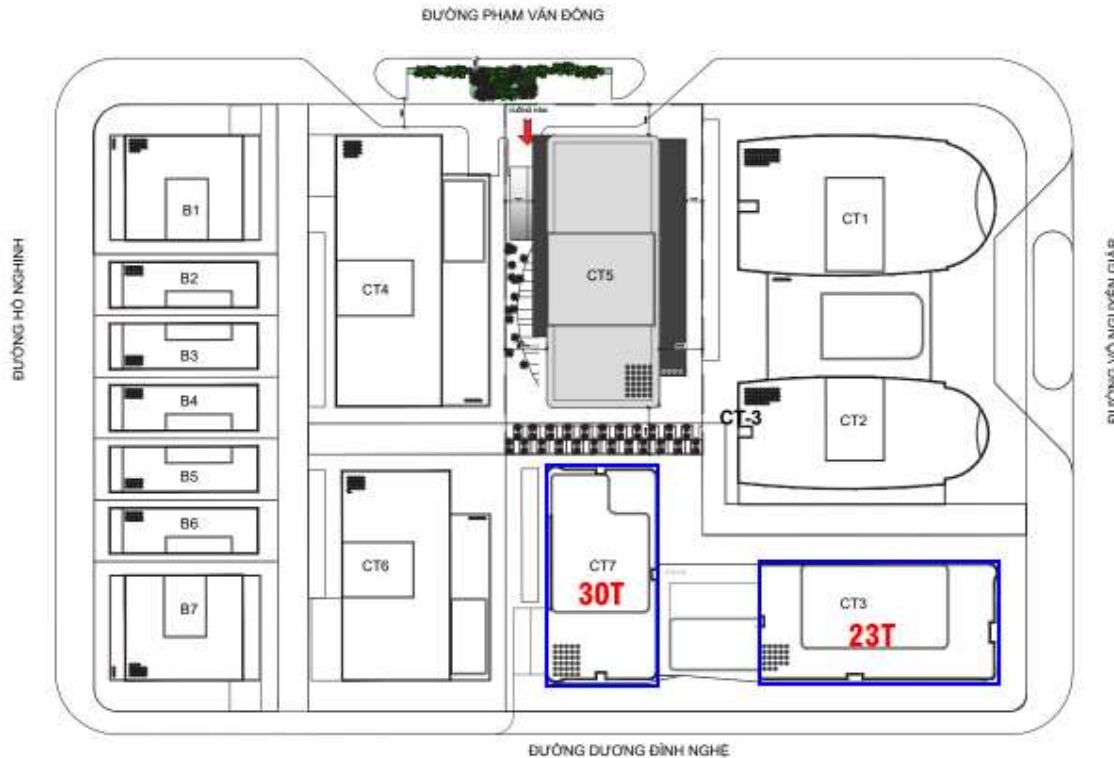 ĐƯỜNG PHẠM VĂN ĐỒNG
B1
CT1
ĐƯỜNG HỒ NGHINH
ĐƯỜNG VÕ NGUYÊN GIÁP
B2
CT4
CT5
B3
B4
CT-3
CT2
B5
B6
CT6
CT7
30T
B7
CT3
23T
ĐƯỜNG DƯƠNG ĐÌNH NGHỆ